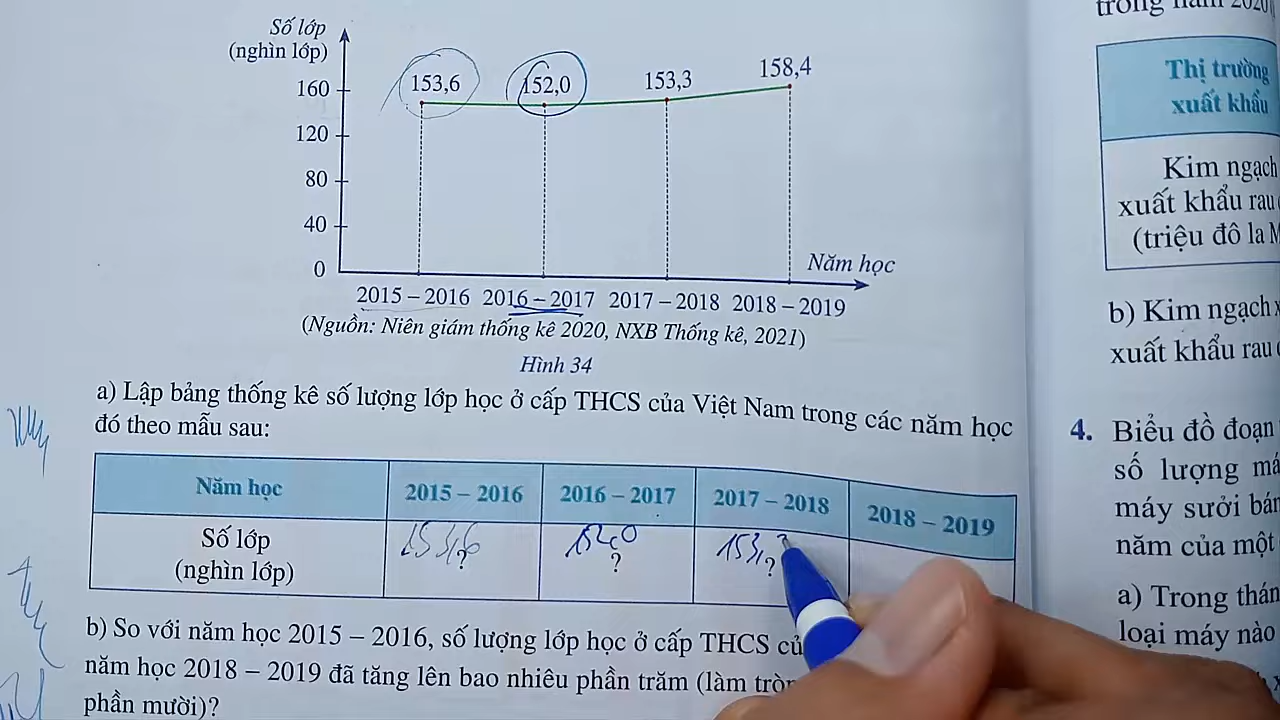 Số lớp
(nghìn lớp)
153,6
152,0
153,3
158,4
160
120
80
40
0
Năm học
2015 – 2016 2016 – 2017 2017 – 2018 2018 – 2019
(Nguồn: Niên giám thống kê 2020, NXB Thống kê, 2021)
Hình 34
a) Lập bảng thống kê số lượng lớp học ở cấp THCS của Việt Nam trong các năm học
đó theo mẫu sau:
Năm học 2015 – 2016 2016 – 2017 2017 – 2018 2018 – 2019
Số lớp
(nghìn lớp)
153,6 152,0 153,
? ? ?
b) So với năm học 2015 – 2016, số lượng lớp học ở cấp THCS
năm học 2018 – 2019 đã tăng lên bao nhiêu phần trăm (làm
phần mười)?
trong năm 2020
Thị trường
xuất khẩu
Kim ngạch
xuất khẩu rau
(triệu đô la
b) Kim ngạch
xuất khẩu rau
4. Biểu đồ đoạn
số lượng
máy sưởi
năm của một
a) Trong
loại máy nào